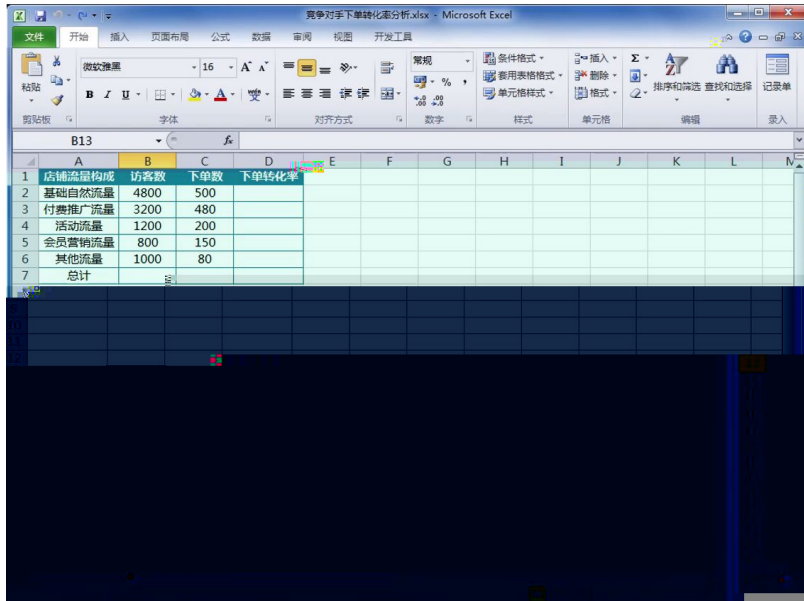 竞争对手下单转化率分析.xlsx - Microsoft Excel
文件 开始 插入 页面布局 公式 数据 审阅 视图 开发工具
微软雅黑 16 A A 常规 条件格式 插入 Σ
粘贴 套用表格格式 删除 排序和筛选 查找和选择 记录单
B I U A % , 单元格样式 格式
剪贴板 字体 对齐方式 数字 样式 单元格 编辑 录入
B13 fx
A B C D E F G H I J K L M
1 店铺流量构成 访客数 下单数 下单转化率
2 基础自然流量 4800 500
3 付费推广流量 3200 480
4 活动流量 1200 200
5 会员营销流量 800 150
6 其他流量 1000 80
7 总计